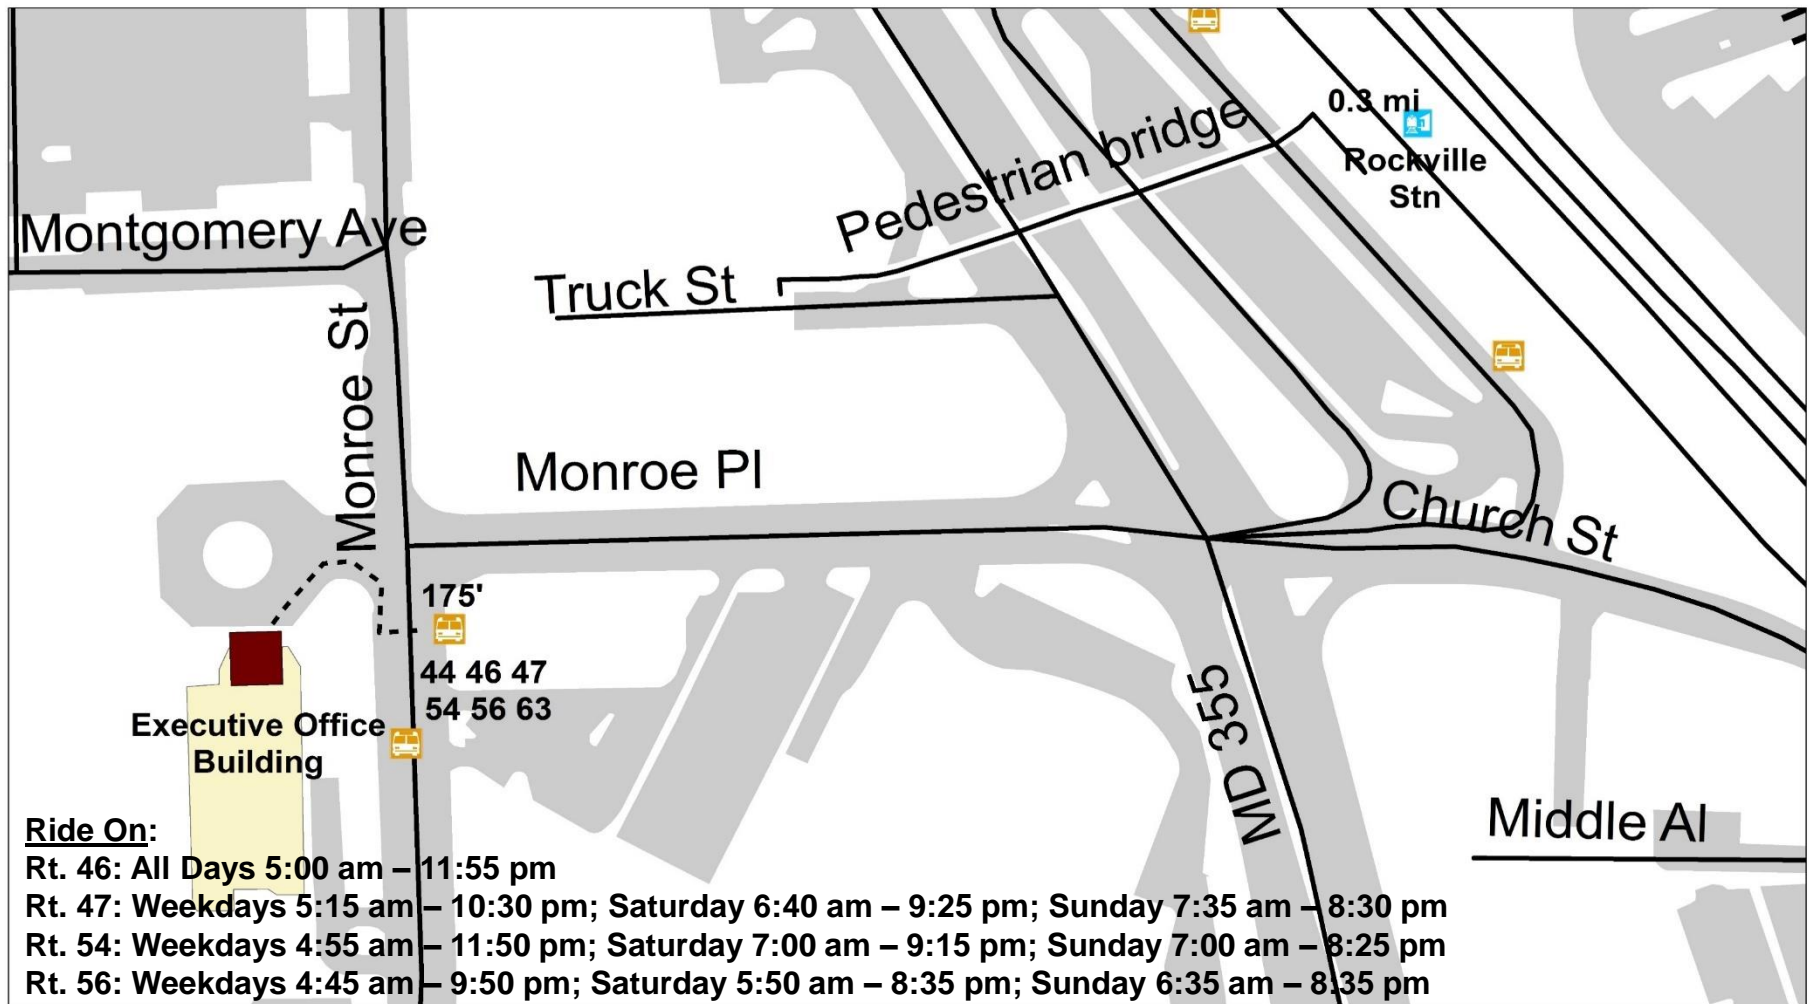 0.3 mi
Pedestrian bridge
Rockville
Stn
Montgomery Ave
Truck St
Monroe St
Monroe Pl
Church St
175'
44 46 47
54 56 63
MD 355
Executive Office
Building
Middle Al
Ride On:
Rt. 46: All Days 5:00 am – 11:55 pm
Rt. 47: Weekdays 5:15 am – 10:30 pm; Saturday 6:40 am – 9:25 pm; Sunday 7:35 am – 8:30 pm
Rt. 54: Weekdays 4:55 am – 11:50 pm; Saturday 7:00 am – 9:15 pm; Sunday 7:00 am – 8:25 pm
Rt. 56: Weekdays 4:45 am – 9:50 pm; Saturday 5:50 am – 8:35 pm; Sunday 6:35 am – 8:35 pm